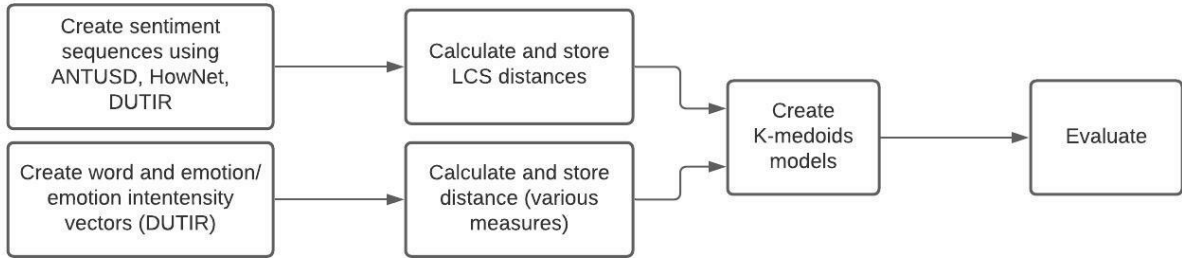 Create sentiment
sequences using
ANTUSD, HowNet,
DUTIR
Calculate and store
LCS distances
Create word and emotion/
emotion intentensity
vectors (DUTIR)
Calculate and store
distance (various
measures)
Create
K-medoids
models
Evaluate